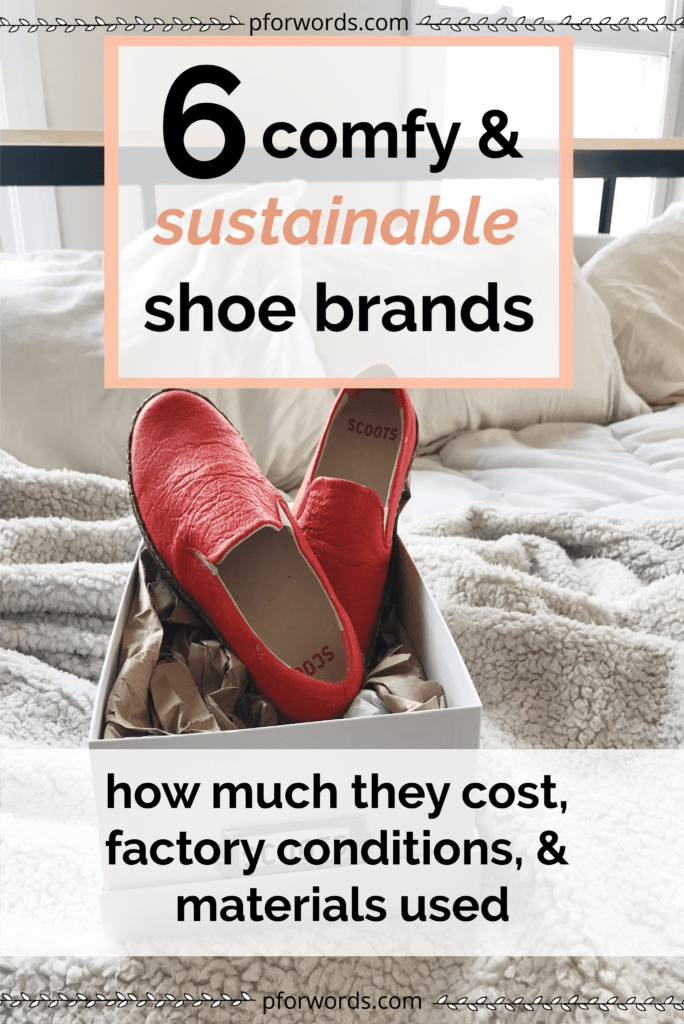 pforwords.com
6 comfy &
sustainable
shoe brands
SCOOTS
SCOOTS
how much they cost,
factory conditions, &
materials used
pforwords.com